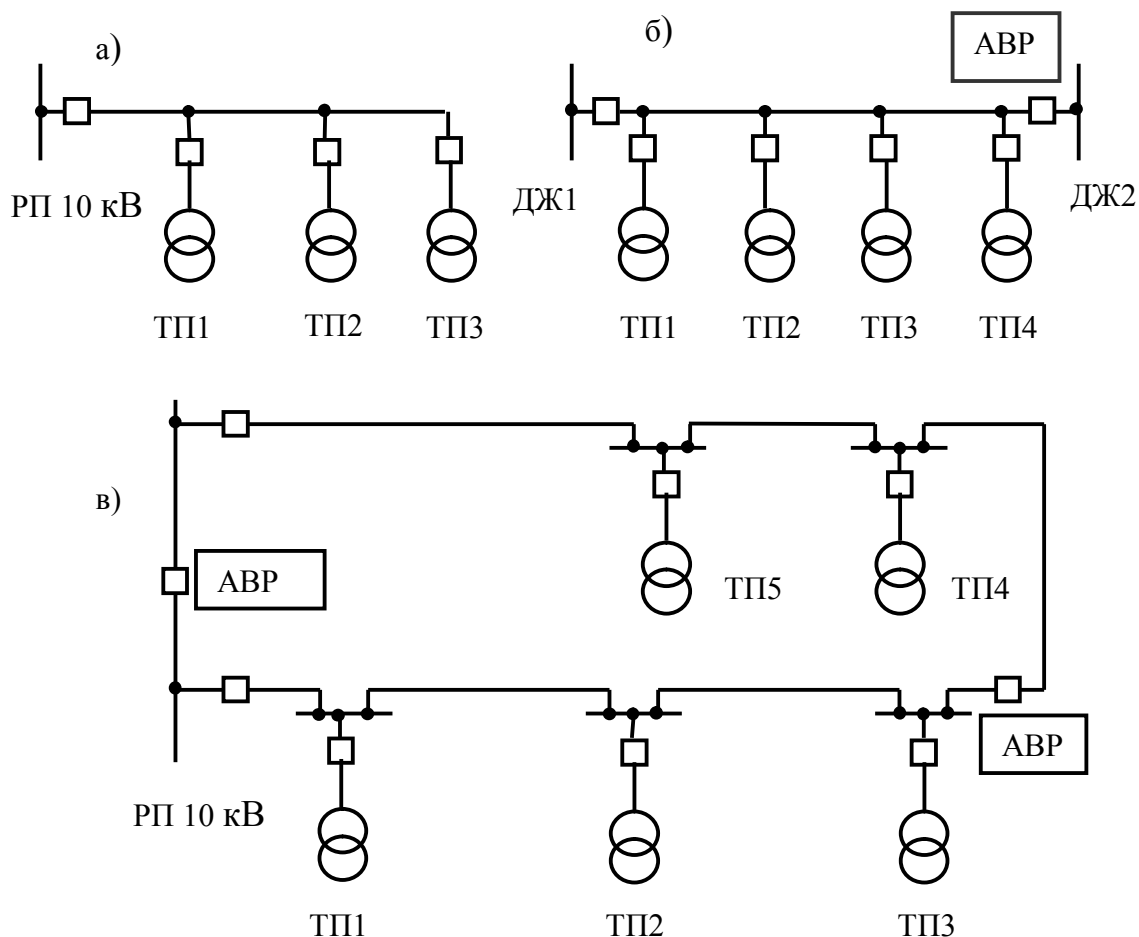 а)
б)
АВР
РП 10 кВ
ДЖ1
ДЖ2
ТП1
ТП2
ТП3
ТП1
ТП2
ТП3
ТП4
в)
АВР
ТП5
ТП4
АВР
РП 10 кВ
ТП1
ТП2
ТП3